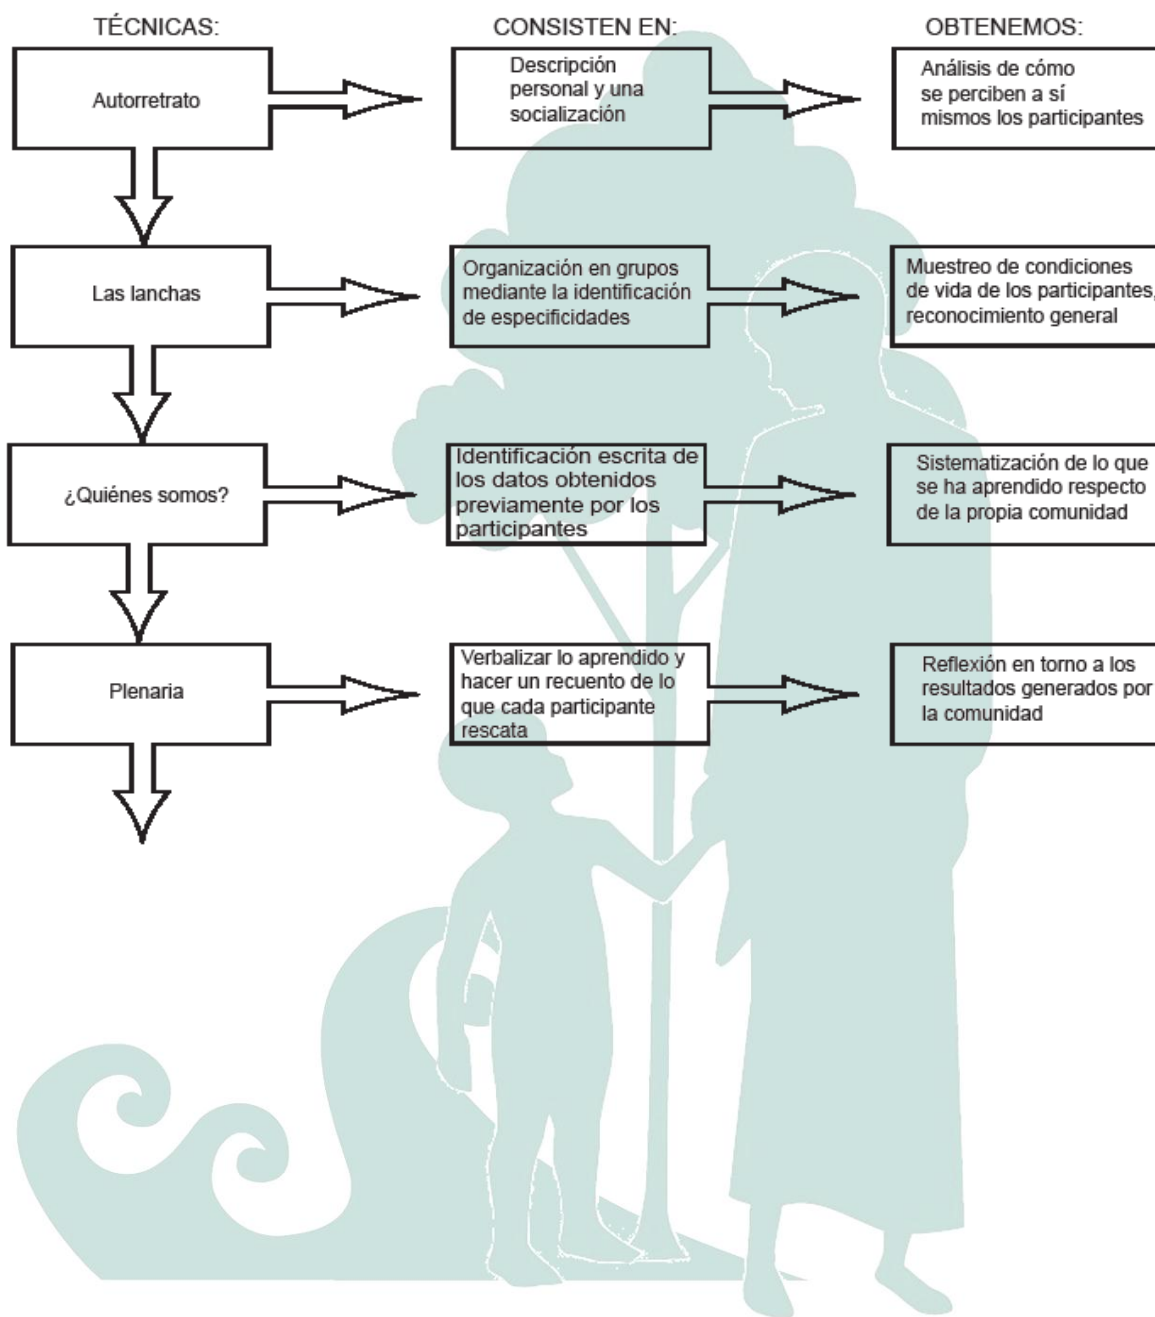 TÉCNICAS:
CONSISTEN EN:
OBTENEMOS:
Autorretrato
Descripción
personal y una
socialización
Análisis de cómo
se perciben a sí
mismos los participantes
Las lanchas
Organización en grupos
mediante la identificación
de especificidades
Muestreo de condiciones
de vida de los participantes,
reconocimiento general
¿Quiénes somos?
Identificación escrita de
los datos obtenidos
previamente por los
participantes
Sistematización de lo que
se ha aprendido respecto
de la propia comunidad
Plenaria
Verbalizar lo aprendido y
hacer un recuento de lo
que cada participante
rescata
Reflexión en torno a los
resultados generados por
la comunidad